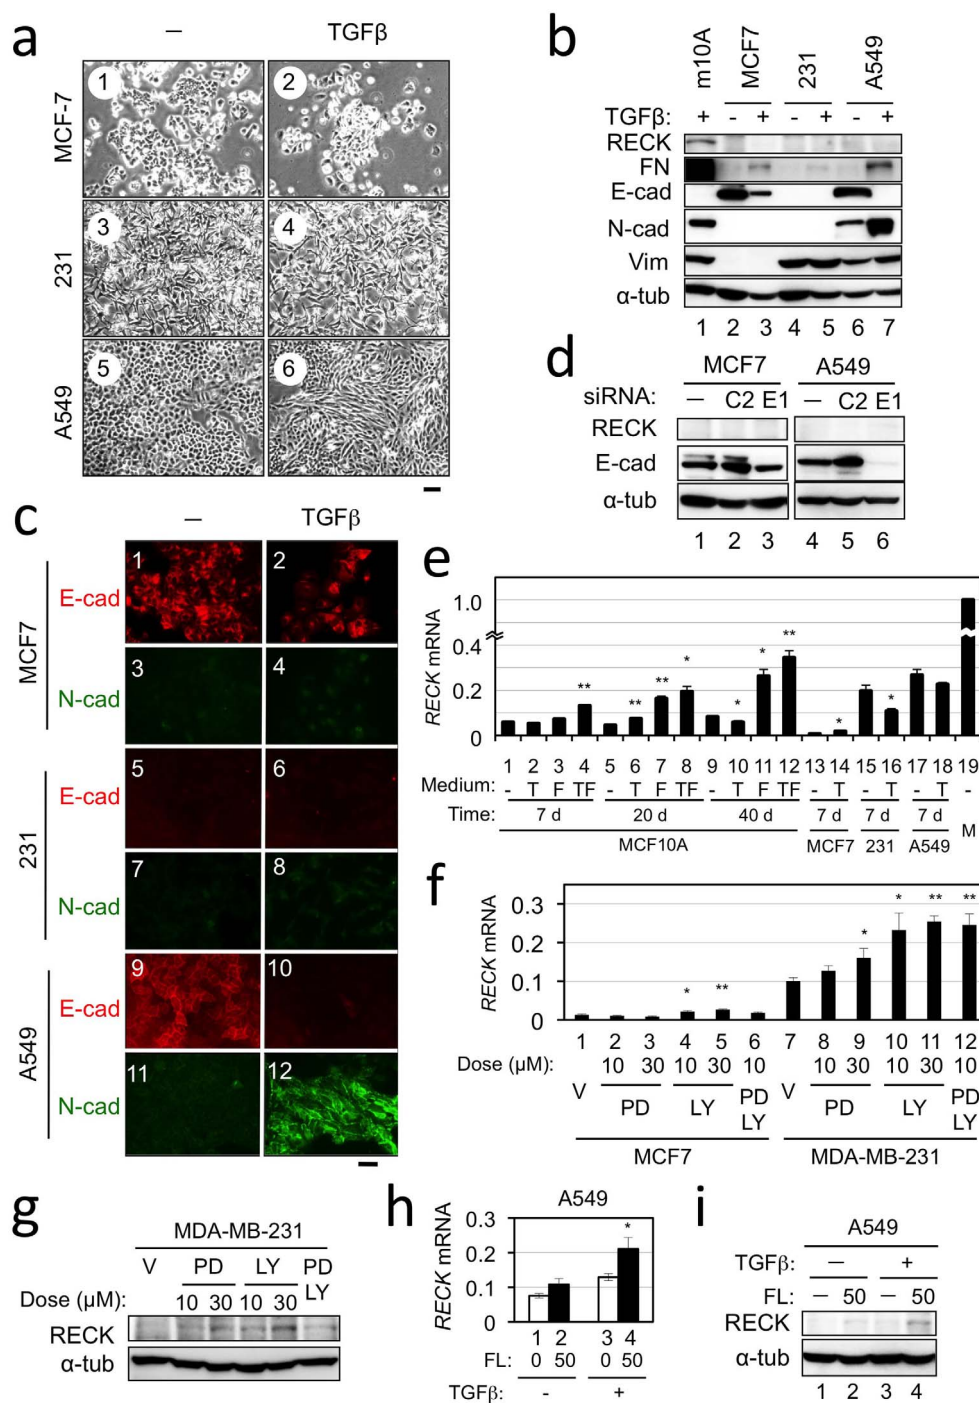 a
— TGFβ
MCF-7
1 2
231
3 4
A549
5 6
b
m10A MCF7 231 A549
TGFβ: + - + - + - +
RECK
FN
E-cad
N-cad
Vim
α-tub
1 2 3 4 5 6 7
c
— TGFβ
MCF7
E-cad 1 2
N-cad 3 4
231
E-cad 5 6
N-cad 7 8
A549
E-cad 9 10
N-cad 11 12
d
MCF7 A549
siRNA: — C2 E1 — C2 E1
RECK
E-cad
α-tub
1 2 3 4 5 6
e
RECK mRNA
1.0
0.4
0.2
0
** ** ** * * * ** * *
1 2 3 4 5 6 7 8 9 10 11 12 13 14 15 16 17 18 19
Medium: - T F TF - T F TF - T F TF - T - T - T -
Time: 7 d 20 d 40 d 7 d 7 d 7 d
MCF10A MCF7 231 A549 M
f
RECK mRNA
0.3
0.2
0.1
0
* ** * * ** **
1 2 3 4 5 6 7 8 9 10 11 12
Dose (μM): 10 30 10 30 10 10 30 10 30 10
V PD LY PD LY V PD LY PD LY
MCF7 MDA-MB-231
g
MDA-MB-231
V PD LY PD LY
Dose (μM): 10 30 10 30
RECK
α-tub
h
A549
RECK mRNA
0.3
0.2
0.1
0
*
1 2 3 4
FL: 0 50 0 50
TGFβ: - +
i
A549
TGFβ: — +
FL: — 50 — 50
RECK
α-tub
1 2 3 4